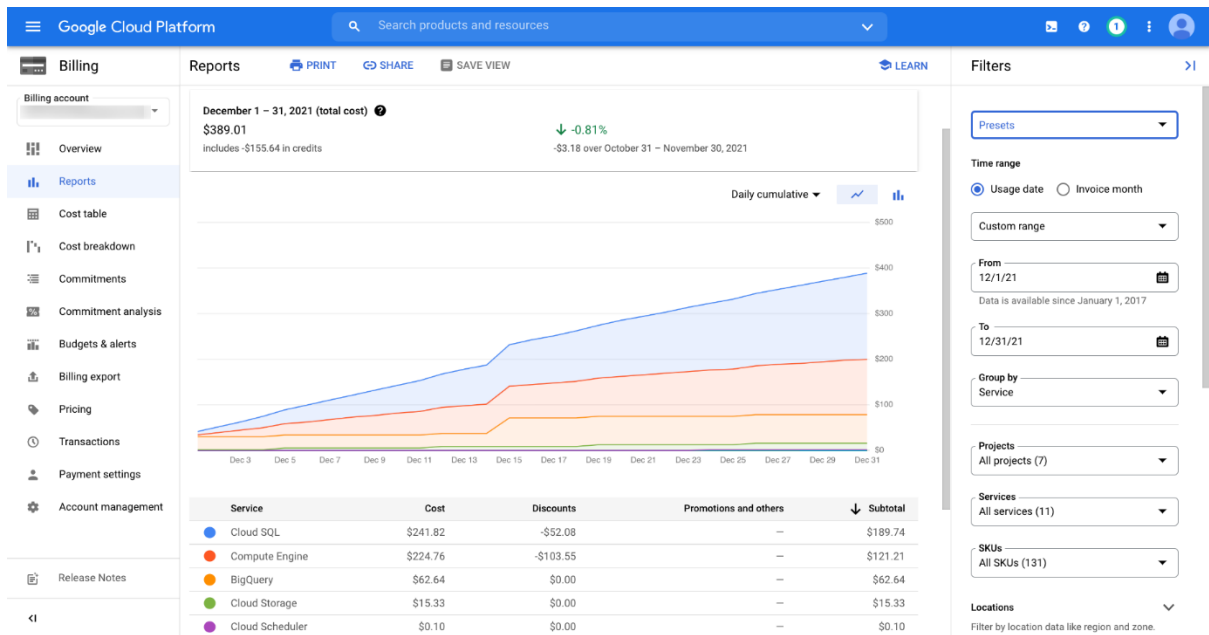 Google Cloud Platform
Search products and resources
1
Billing
Billing account
Overview
Reports
Cost table
Cost breakdown
Commitments
Commitment analysis
Budgets & alerts
Billing export
Pricing
Transactions
Payment settings
Account management
Release Notes
Reports
PRINT
SHARE
SAVE VIEW
LEARN
December 1 – 31, 2021 (total cost)
$389.01
includes -$155.64 in credits
-0.81%
-$3.18 over October 31 – November 30, 2021
Daily cumulative
$500
$400
$300
$200
$100
$0
Dec 3 Dec 5 Dec 7 Dec 9 Dec 11 Dec 13 Dec 15 Dec 17 Dec 19 Dec 21 Dec 23 Dec 25 Dec 27 Dec 29 Dec 31
Service Cost Discounts Promotions and others Subtotal
Cloud SQL $241.82 -$52.08 — $189.74
Compute Engine $224.76 -$103.55 — $121.21
BigQuery $62.64 $0.00 — $62.64
Cloud Storage $15.33 $0.00 — $15.33
Cloud Scheduler $0.10 $0.00 — $0.10
Filters
Presets
Time range
Usage date Invoice month
Custom range
From
12/1/21
Data is available since January 1, 2017
To
12/31/21
Group by
Service
Projects
All projects (7)
Services
All services (11)
SKUs
All SKUs (131)
Locations
Filter by location data like region and zone.